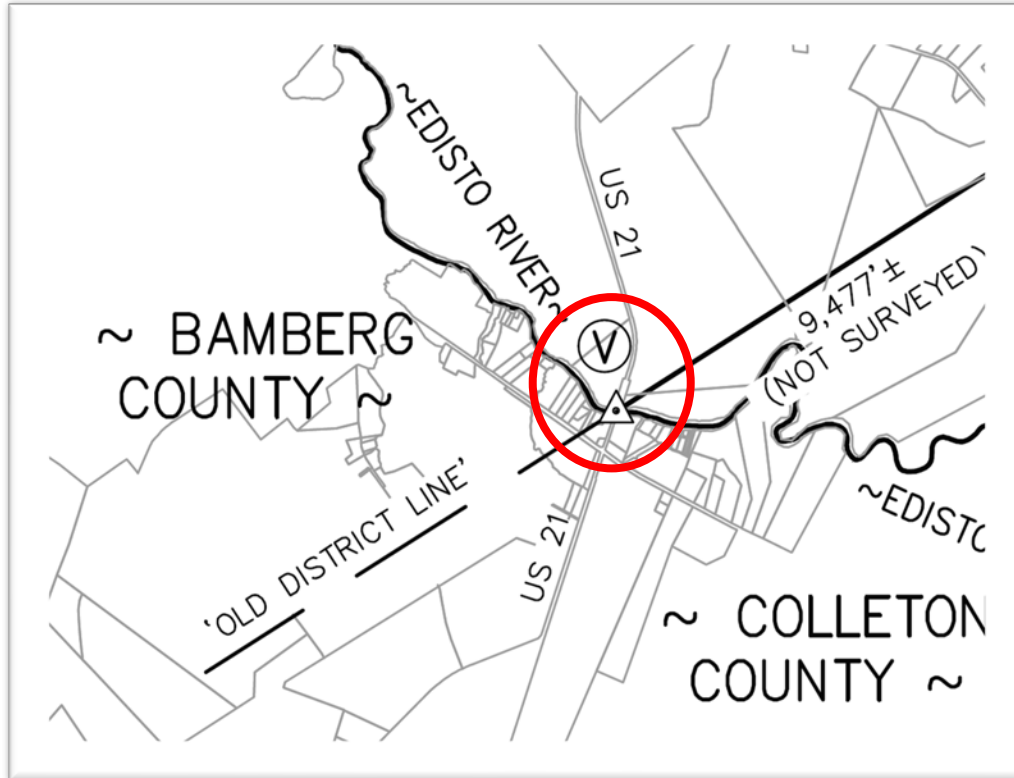 ~EDISTO RIVER~
US 21
9,477'±
(NOT SURVEYED)
V
~ BAMBERG
COUNTY ~
'OLD DISTRICT LINE'
US 21
~EDISTO
~ COLLETON
COUNTY ~